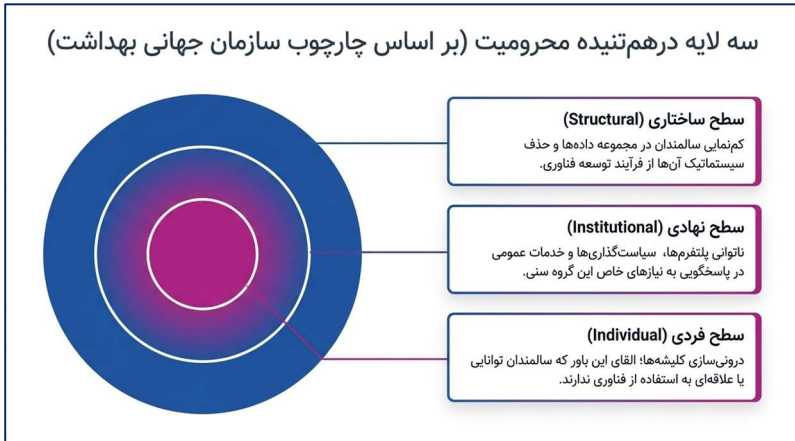 سه لایه درهم‌تنیده محرومیت (بر اساس چارچوب سازمان جهانی بهداشت)
سطح ساختاری (Structural)
کم‌نمایی سالمندان در مجموعه داده‌ها و حذف
سیستماتیک آن‌ها از فرآیند توسعه فناوری.
سطح نهادی (Institutional)
ناتوانی پلتفرم‌ها، سیاست‌گذاری‌ها و خدمات عمومی
در پاسخگویی به نیازهای خاص این گروه سنی.
سطح فردی (Individual)
درونی‌سازی کلیشه‌ها؛ القای این باور که سالمندان توانایی
یا علاقه‌ای به استفاده از فناوری ندارند.